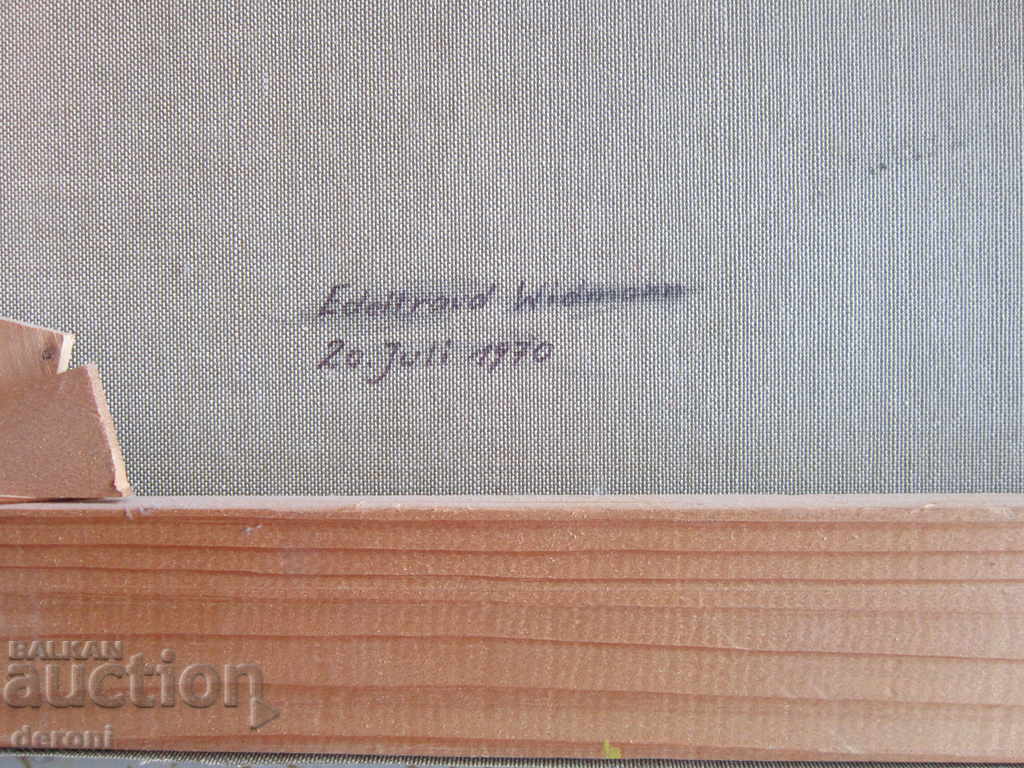 Edeltraud Widmann
20. Juli 1970
BALKAN
auction
deroni